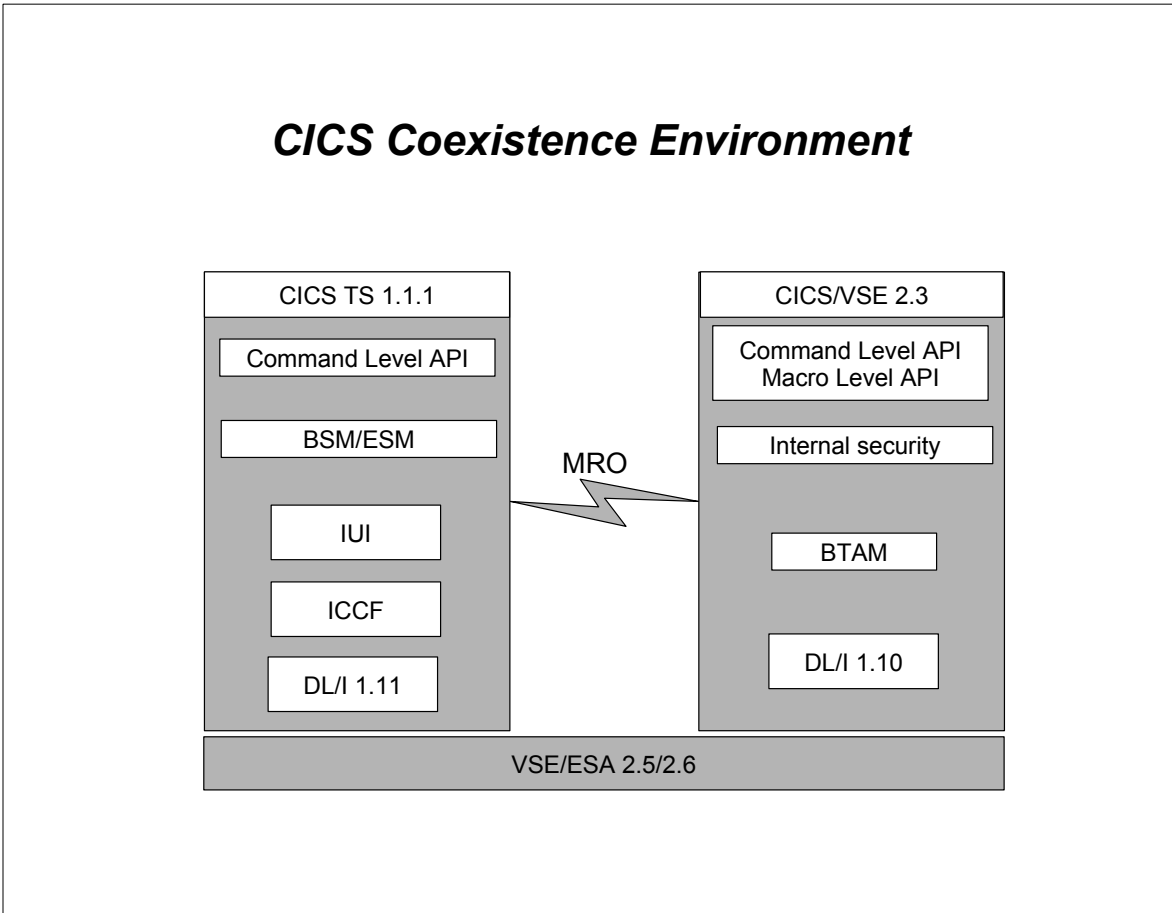 CICS Coexistence Environment
CICS TS 1.1.1
Command Level API
BSM/ESM
IUI
ICCF
DL/I 1.11
MRO
CICS/VSE 2.3
Command Level API
Macro Level API
Internal security
BTAM
DL/I 1.10
VSE/ESA 2.5/2.6